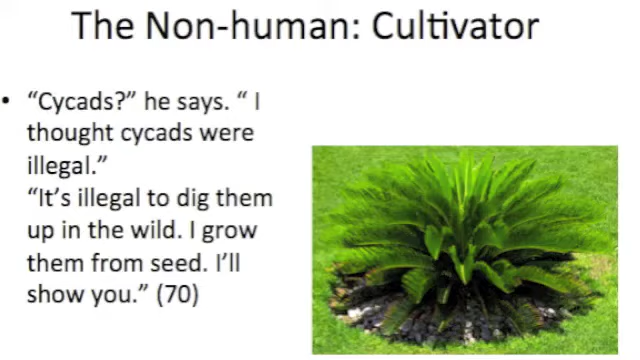 The Non-human: Cultivator
• “Cycads?” he says. “ I
thought cycads were
illegal.”
“It’s illegal to dig them
up in the wild. I grow
them from seed. I’ll
show you.” (70)